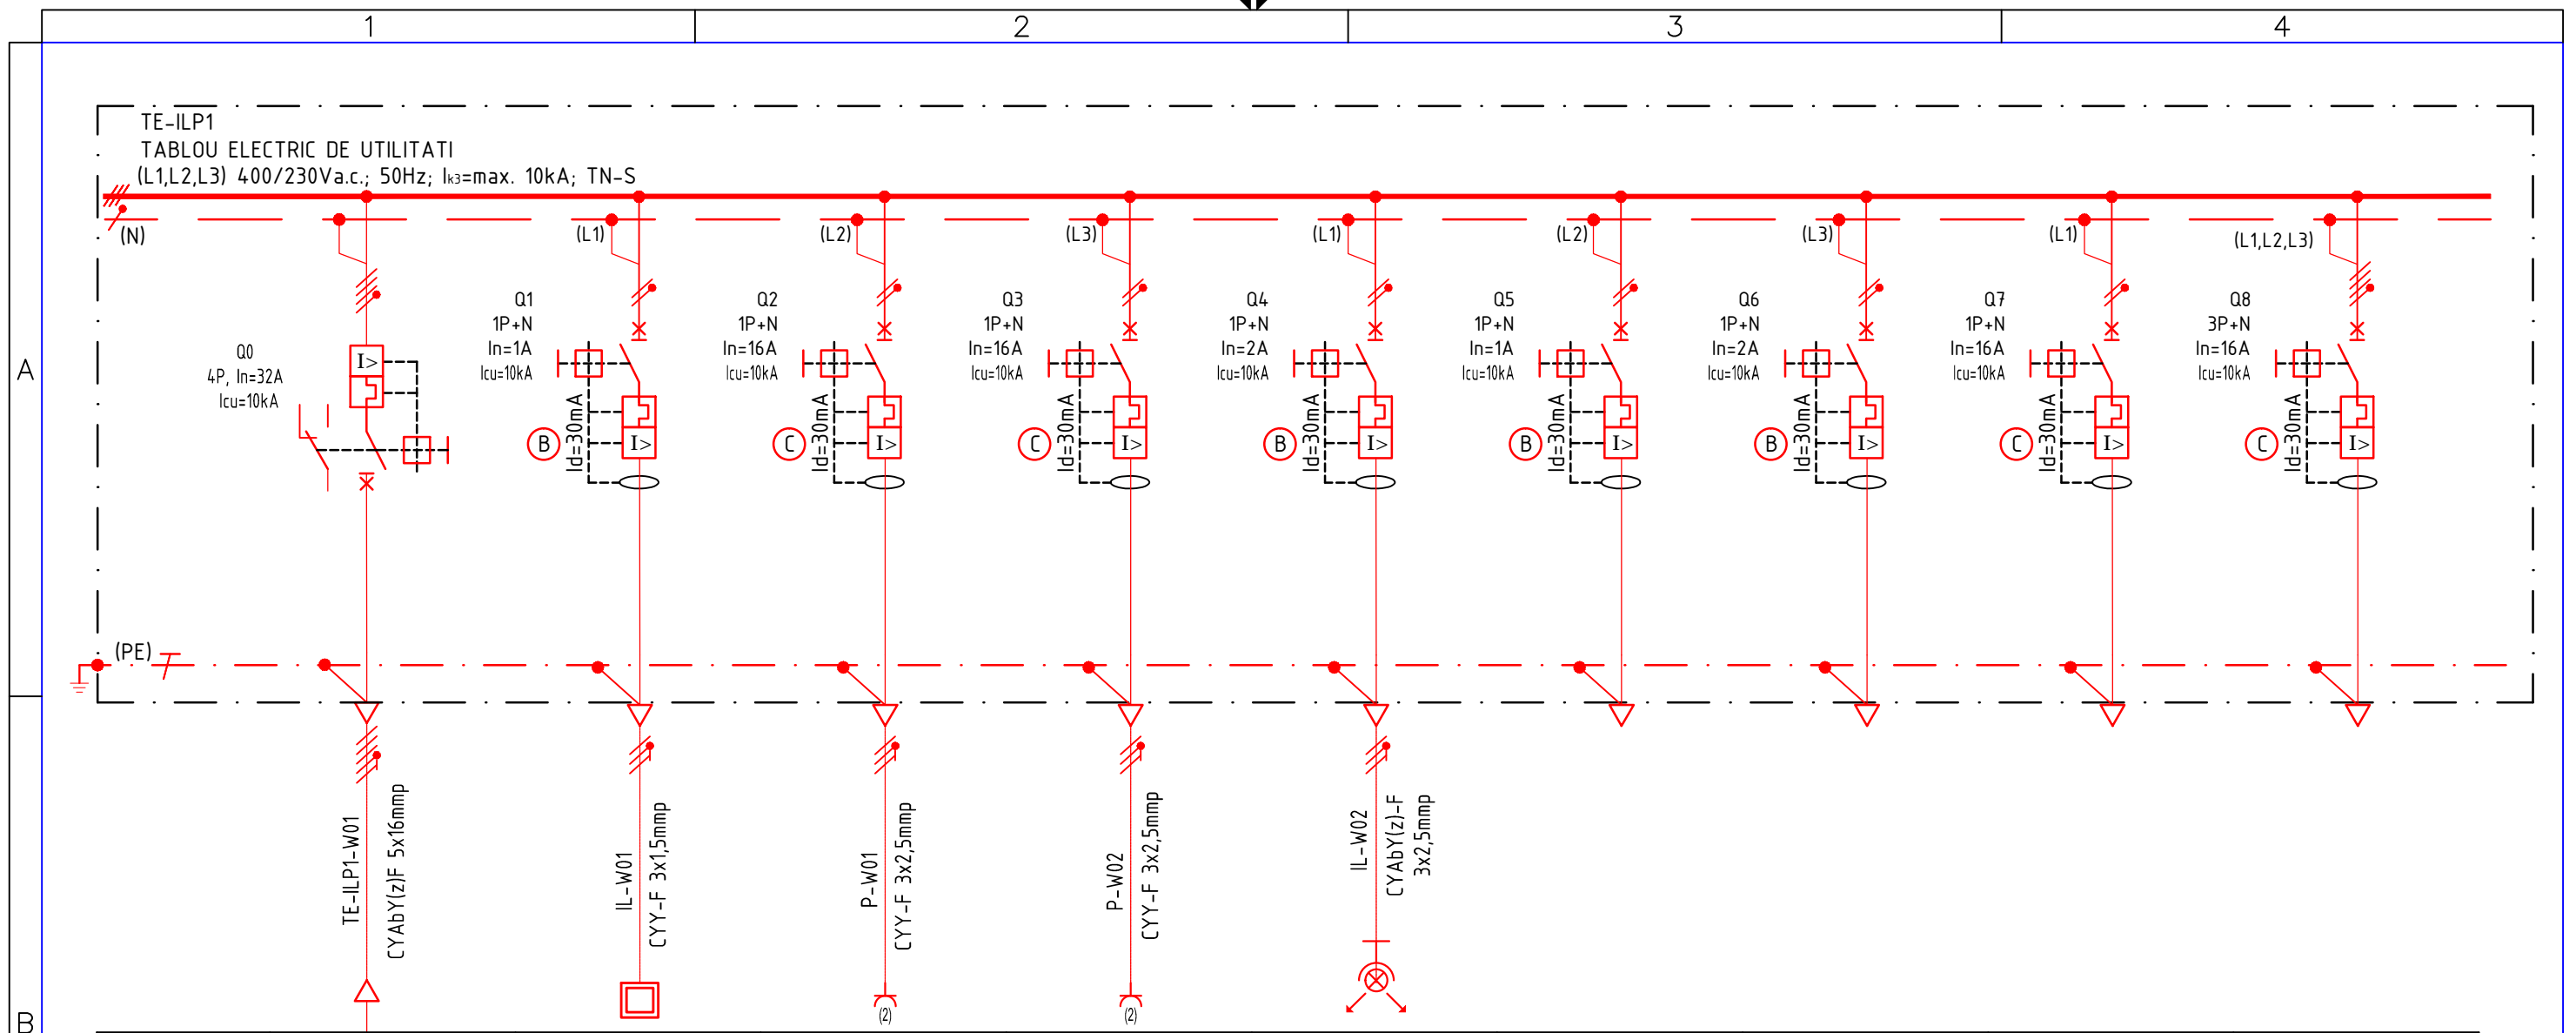 1
2
3
4
A
B
TE-ILP1
TABLOU ELECTRIC DE UTILITATI
(L1,L2,L3) 400/230Va.c.; 50Hz; Ik3=max. 10kA; TN-S
(N)
(L1)
(L2)
(L3)
(L1)
(L2)
(L3)
(L1)
(L1,L2,L3)
Q0
4P, In=32A
Icu=10kA
I>
Q1
1P+N
In=1A
Icu=10kA
Id=30mA
B
I>
Q2
1P+N
In=16A
Icu=10kA
Id=30mA
C
I>
Q3
1P+N
In=16A
Icu=10kA
Id=30mA
C
I>
Q4
1P+N
In=2A
Icu=10kA
Id=30mA
B
I>
Q5
1P+N
In=1A
Icu=10kA
Id=30mA
B
I>
Q6
1P+N
In=2A
Icu=10kA
Id=30mA
B
I>
Q7
1P+N
In=16A
Icu=10kA
Id=30mA
C
I>
Q8
3P+N
In=16A
Icu=10kA
Id=30mA
C
I>
(PE)
TE-ILP1-W01
CYAbY(z)F 5x16mmp
IL-W01
CYY-F 3x1,5mmp
P-W01
CYY-F 3x2,5mmp
(2)
P-W02
CYY-F 3x2,5mmp
(2)
IL-W02
CYAbY(z)-F
3x2,5mmp